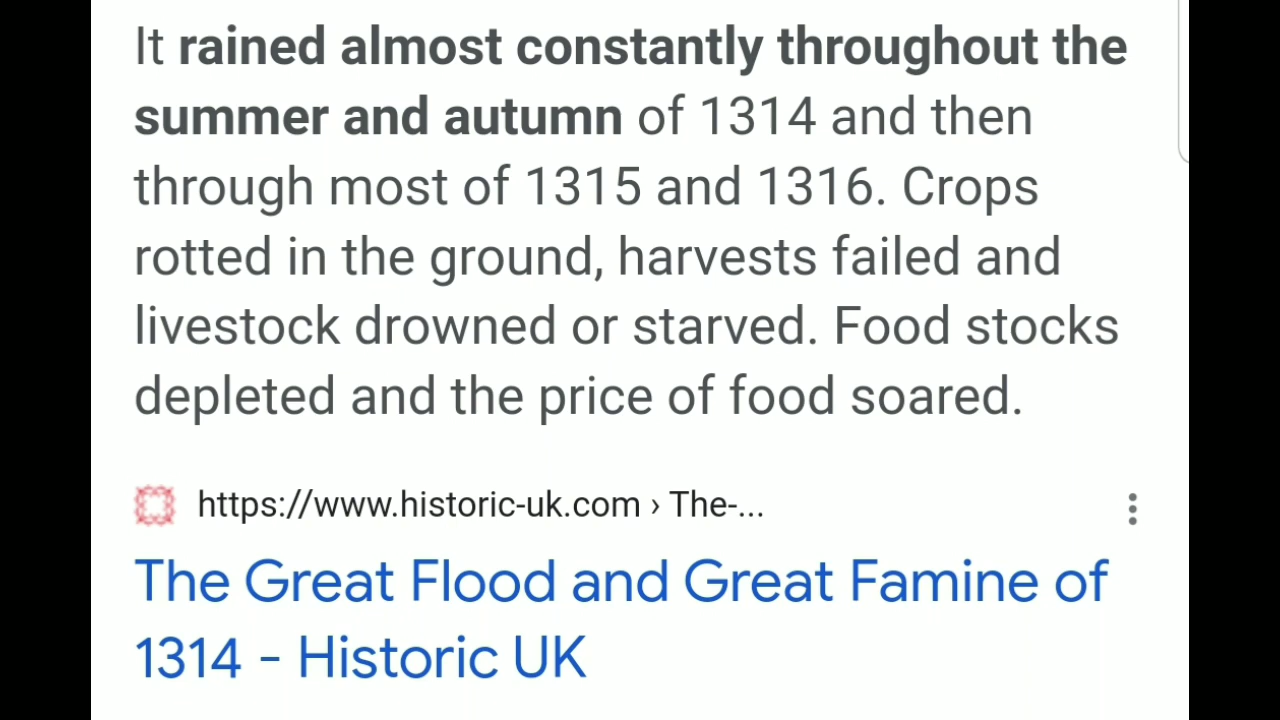 It rained almost constantly throughout the
summer and autumn of 1314 and then
through most of 1315 and 1316. Crops
rotted in the ground, harvests failed and
livestock drowned or starved. Food stocks
depleted and the price of food soared.
https://www.historic-uk.com › The-...
The Great Flood and Great Famine of
1314 - Historic UK